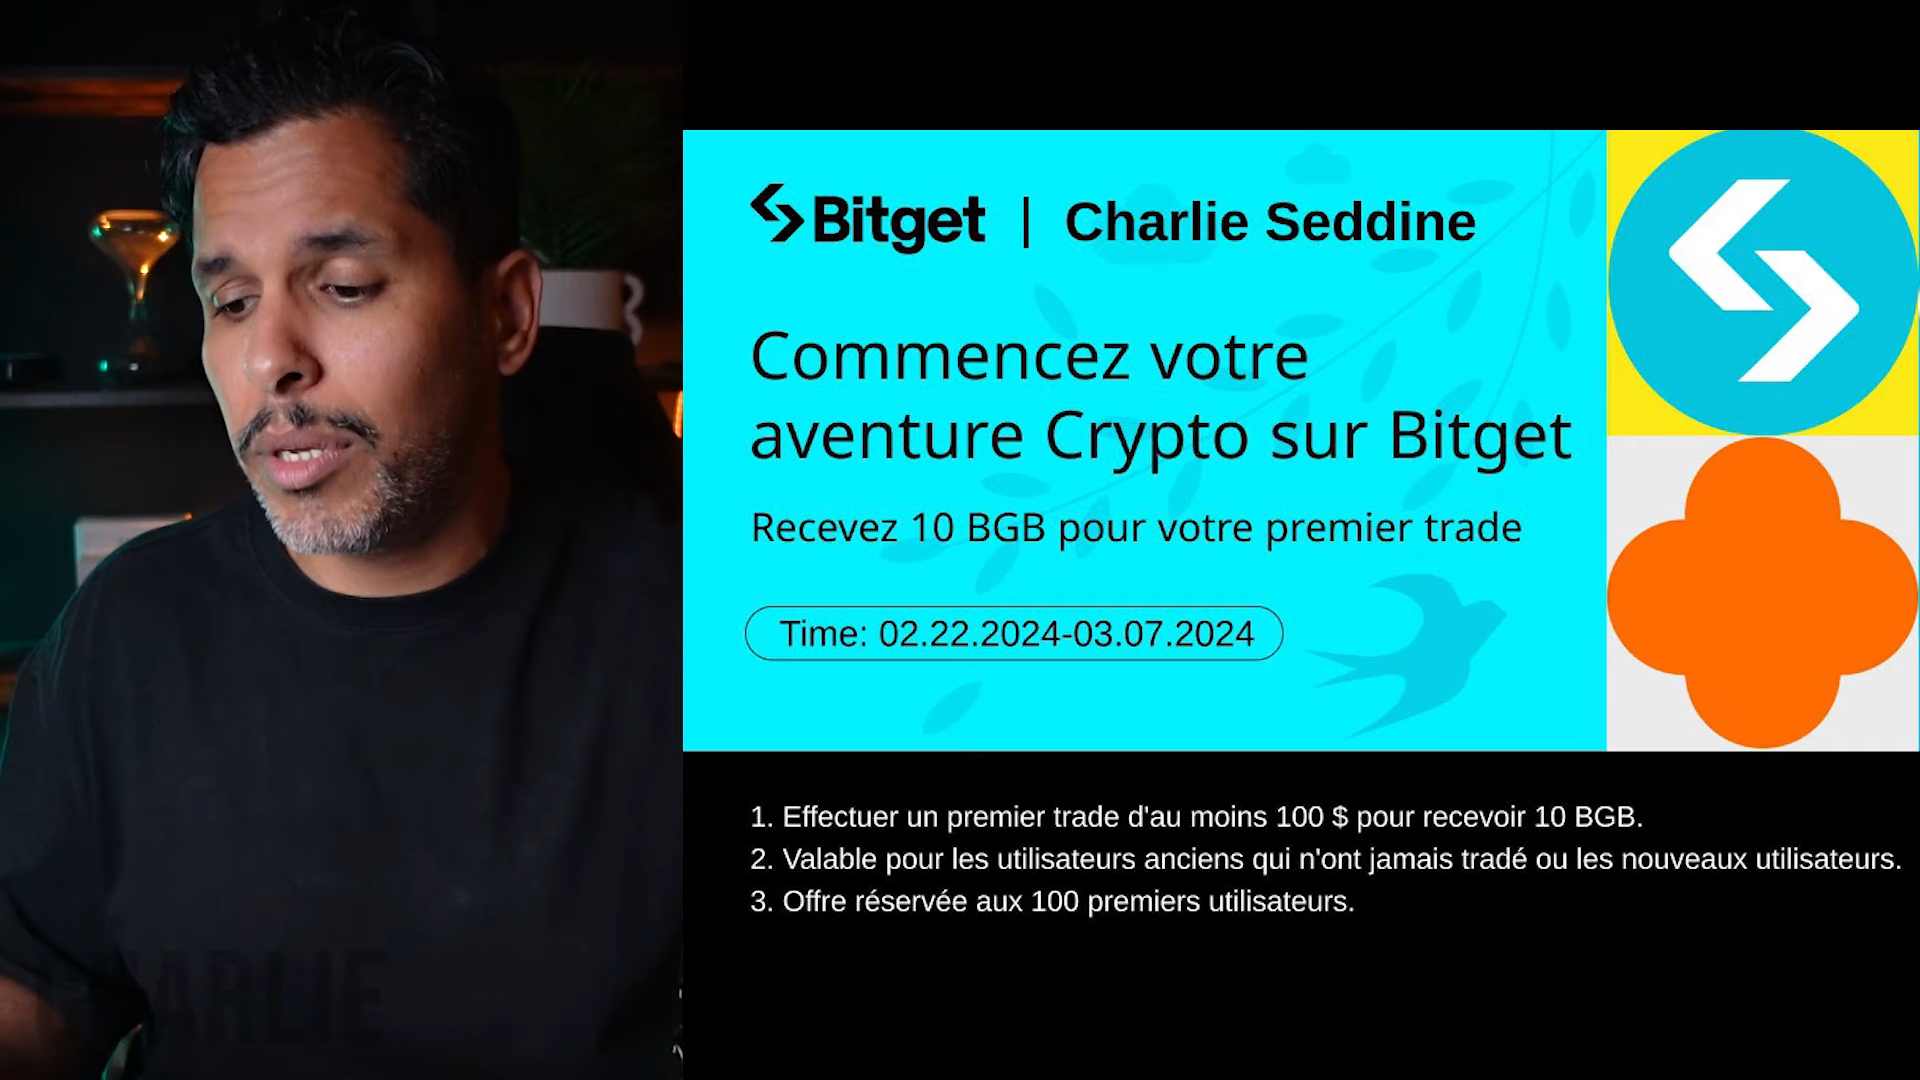 Bitget | Charlie Seddine
Commencez votre
aventure Crypto sur Bitget
Recevez 10 BGB pour votre premier trade
Time: 02.22.2024-03.07.2024
1. Effectuer un premier trade d'au moins 100 $ pour recevoir 10 BGB.
2. Valable pour les utilisateurs anciens qui n'ont jamais tradé ou les nouveaux utilisateurs.
3. Offre réservée aux 100 premiers utilisateurs.
CHARLIE